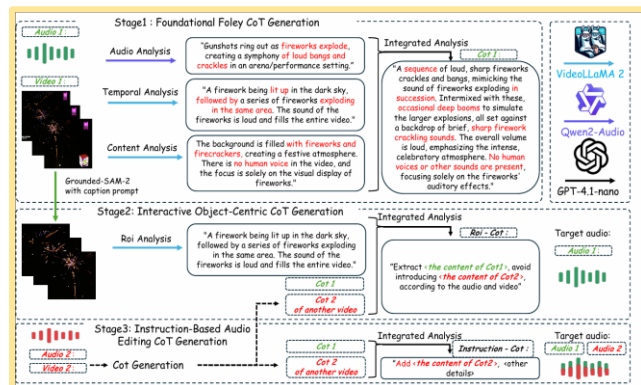 Stage1 : Foundational Foley CoT Generation
Audio 1
Audio Analysis
"Gunshots ring out as fireworks explode,
creating a symphony of loud bangs and
crackles in an arena/performance setting."
Video 1
Temporal Analysis
"A firework being lit up in the dark sky,
followed by a series of fireworks exploding
in the same area. The sound of the
fireworks is loud and fills the entire video."
Content Analysis
The background is filled with fireworks and
firecrackers, creating a festive atmosphere.
There is no human voice in the video, and
the focus is solely on the visual display of
fireworks."
Integrated Analysis
Cot 1 :
"A sequence of loud, sharp fireworks
crackles and bangs, mimicking the
sound of fireworks exploding in
succession. Intermixed with these,
occasional deep booms to simulate
the larger explosions, all set against
a backdrop of brief, sharp firework
crackling sounds. The overall volume
is loud, emphasizing the intense,
celebratory atmosphere. No human
voices or other sounds are present,
focusing solely on the fireworks'
auditory effects."
VideoLLaMA 2
Qwen2-Audio
GPT-4.1-nano
Grounded-SAM-2
with caption prompt
Stage2: Interactive Object-Centric CoT Generation
Roi Analysis
"A firework being lit up in the dark sky,
followed by a series of fireworks exploding
in the same area. The sound of the
fireworks is loud and fills the entire video."
Cot 1
Cot 2
of another video
Integrated Analysis
Roi - Cot :
"Extract <the content of Cot1>, avoid
introducing <the content of Cot2>,
according to the audio and video"
Target audio:
Audio 1 :
Stage3: Instruction-Based Audio
Editing CoT Generation
Audio 2
Video 2
Cot Generation
Cot 1
Cot 2
of another video
Integrated Analysis
Instruction - Cot :
"Add <the content of Cot2>, <other
details>
Target audio:
Audio 1
Audio 2